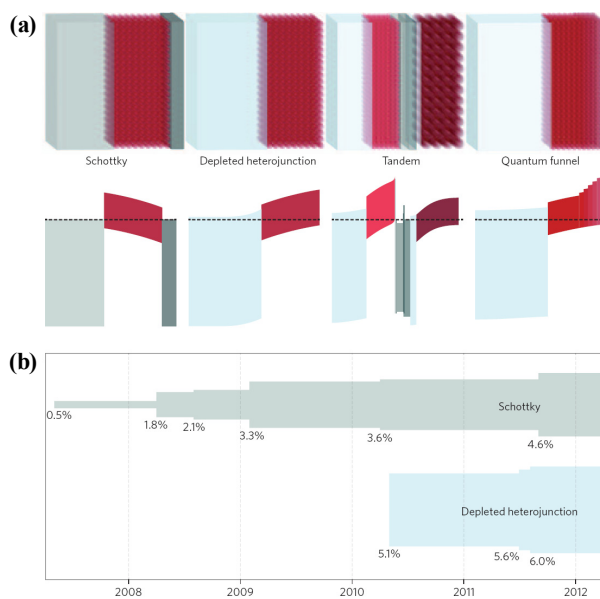 (a)
Schottky Depleted heterojunction Tandem Quantum funnel
(b)
0.5%
1.8%
2.1%
3.3%
3.6%
Schottky
4.6%
Depleted heterojunction
5.1%
5.6%
6.0%
2008 2009 2010 2011 2012